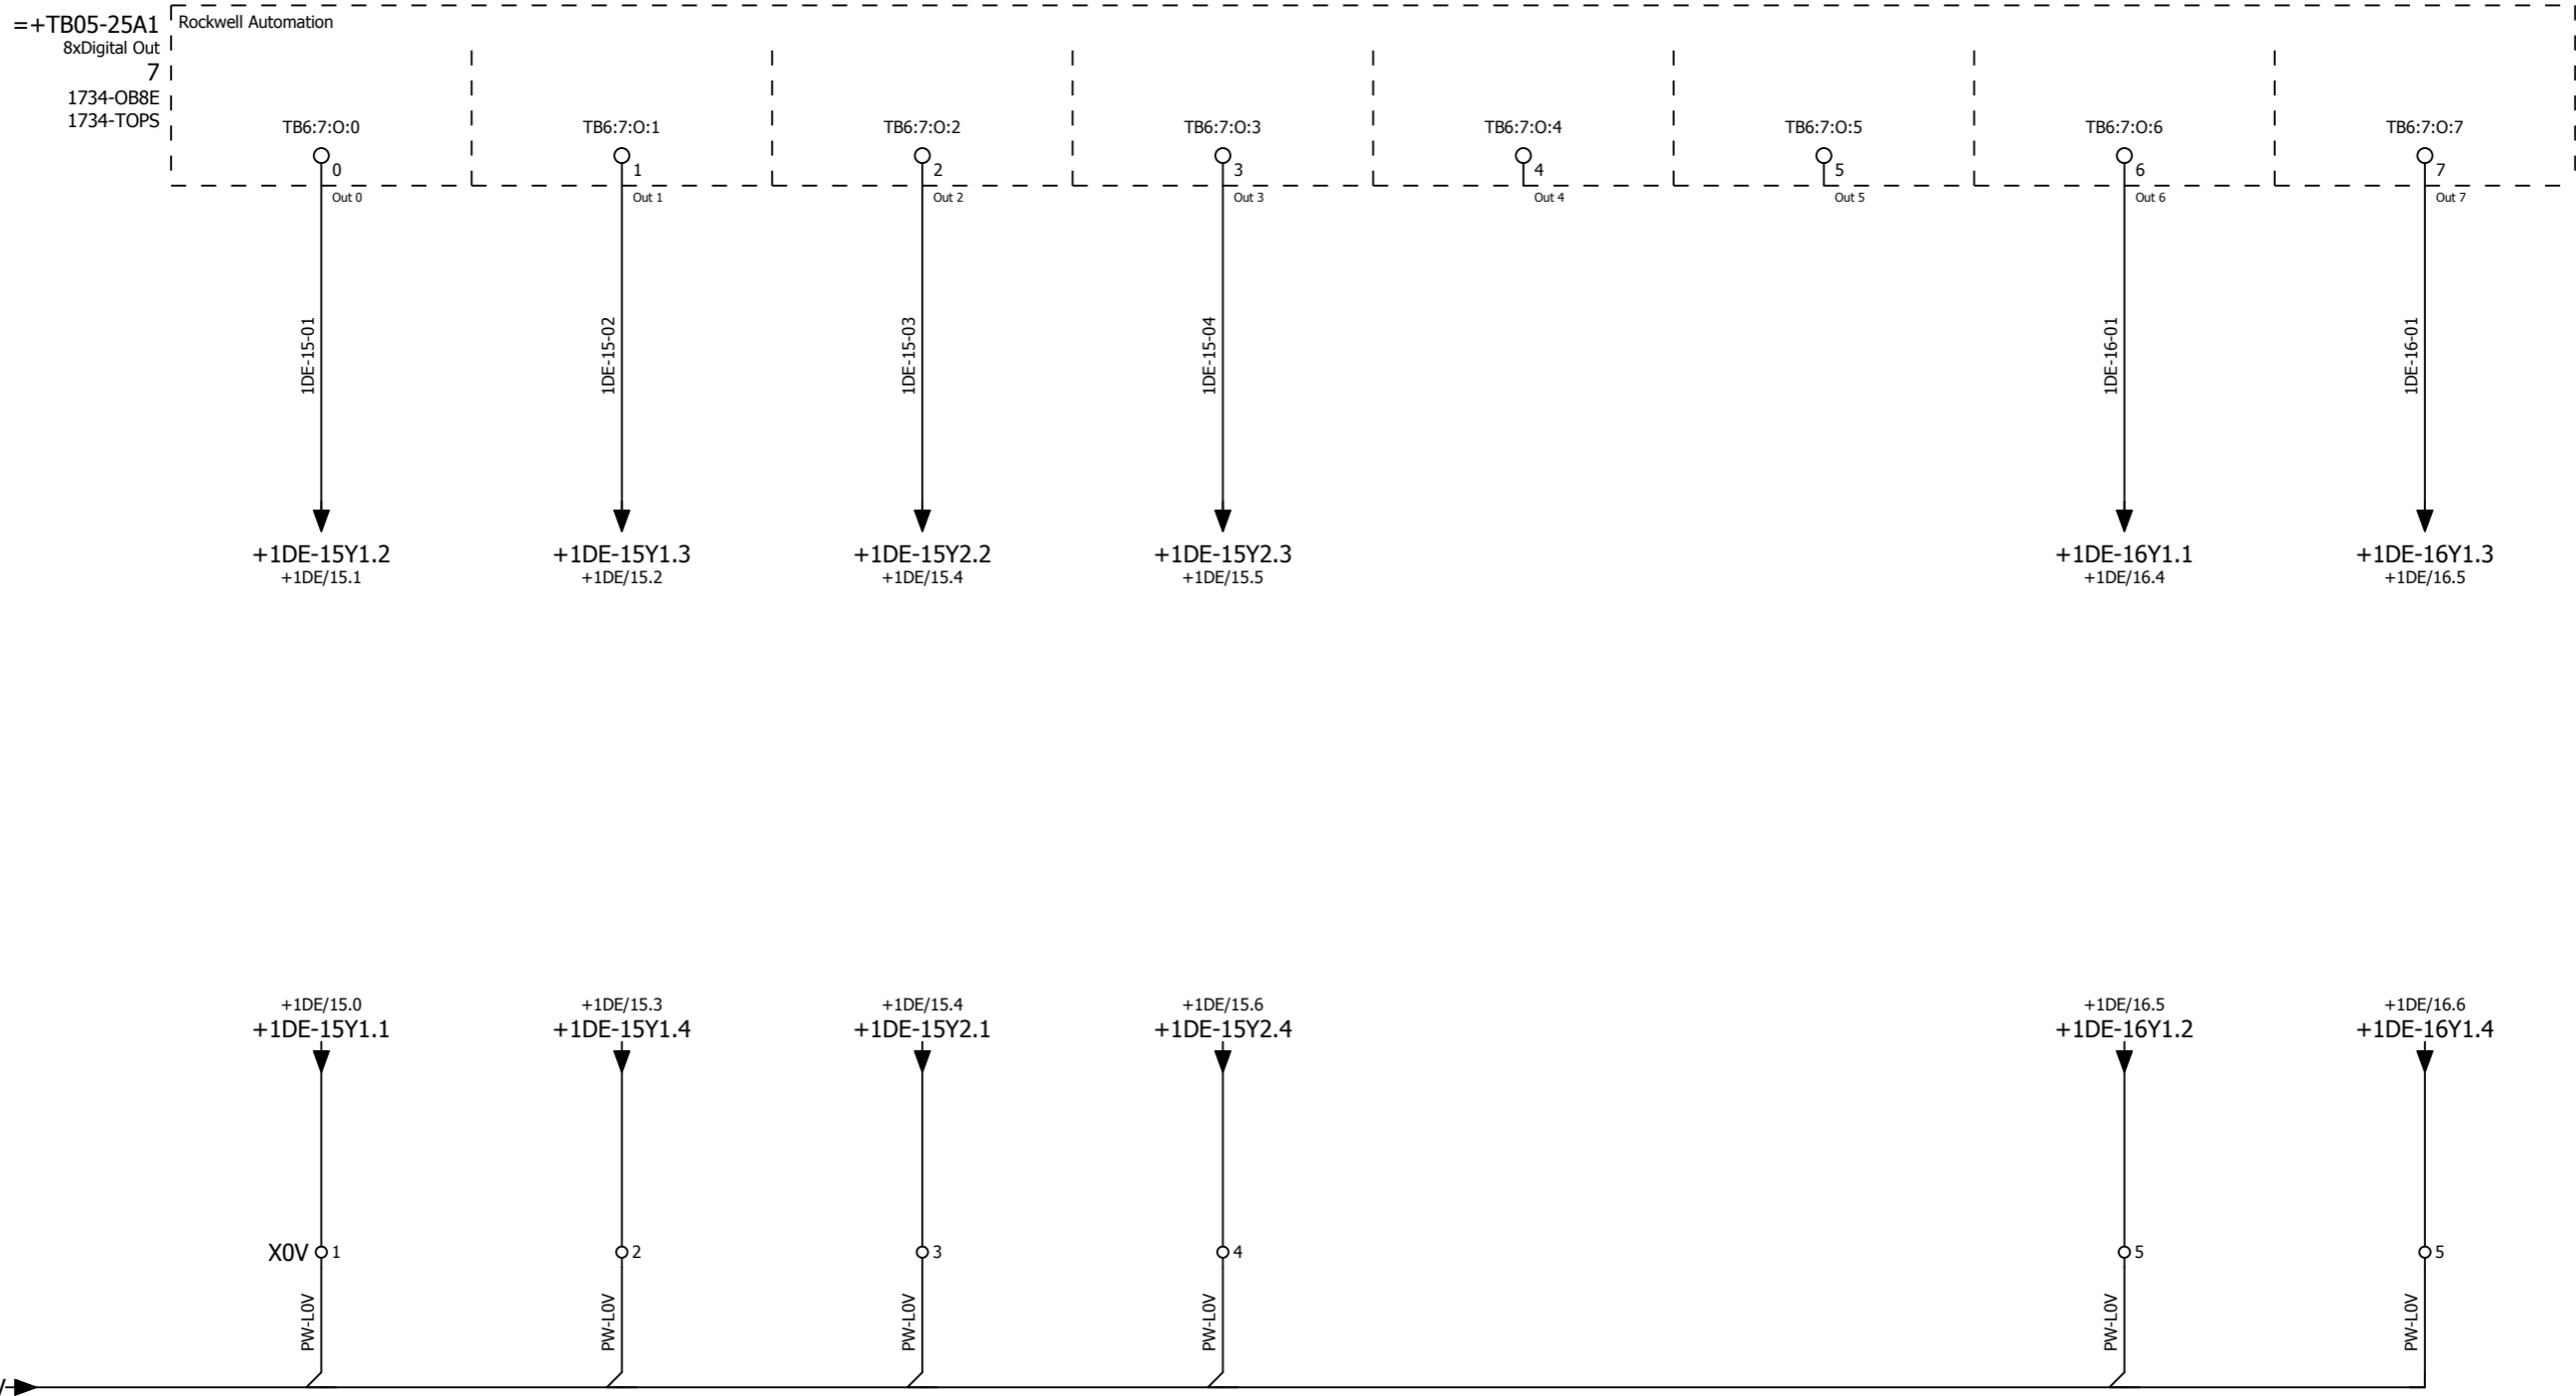 =+TB05-25A1
Rockwell Automation
8xDigital Out
7
1734-OB8E
1734-TOPS
TB6:7:O:0 TB6:7:O:1 TB6:7:O:2 TB6:7:O:3 TB6:7:O:4 TB6:7:O:5 TB6:7:O:6 TB6:7:O:7
0 1 2 3 4 5 6 7
Out 0 Out 1 Out 2 Out 3 Out 4 Out 5 Out 6 Out 7
1DE-15-01 1DE-15-02 1DE-15-03 1DE-15-04 1DE-16-01 1DE-16-01
+1DE-15Y1.2 +1DE-15Y1.3 +1DE-15Y2.2 +1DE-15Y2.3 +1DE-16Y1.1 +1DE-16Y1.3
+1DE/15.1 +1DE/15.2 +1DE/15.4 +1DE/15.5 +1DE/16.4 +1DE/16.5
+1DE/15.0 +1DE/15.3 +1DE/15.4 +1DE/15.6 +1DE/16.5 +1DE/16.6
+1DE-15Y1.1 +1DE-15Y1.4 +1DE-15Y2.1 +1DE-15Y2.4 +1DE-16Y1.2 +1DE-16Y1.4
X0V 1 2 3 4 5 5
PW-L0V PW-L0V PW-L0V PW-L0V PW-L0V PW-L0V